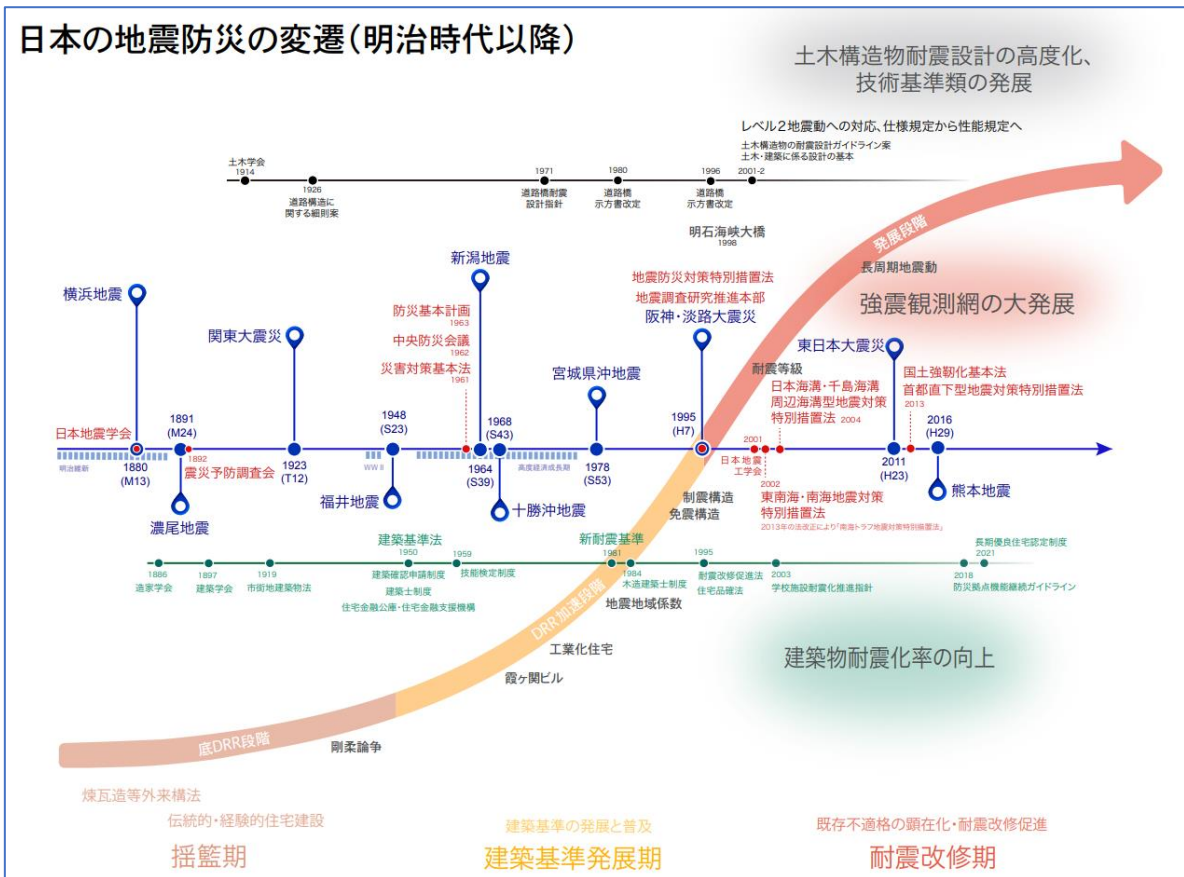 日本の地震防災の変遷(明治時代以降)
土木構造物耐震設計の高度化、
技術基準類の発展
レベル2地震動への対応、仕様規定から性能規定へ
土木構造物の耐震設計ガイドライン案
土木・建築に係る設計の基本
土木学会
1914
1926
道路構造に
関する細則案
1971
道路橋耐震
設計指針
1980
道路橋
示方書改定
1996
道路橋
示方書改定
2001-2
明石海峡大橋
1998
発展段階
長周期地震動
強震観測網の大発展
横浜地震
関東大震災
新潟地震
防災基本計画
1963
中央防災会議
1962
災害対策基本法
1961
宮城県沖地震
地震防災対策特別措置法
地震調査研究推進本部
阪神・淡路大震災
耐震等級
日本海溝・千島海溝
周辺海溝型地震対策
特別措置法 2004
東日本大震災
国土強靭化基本法
首都直下型地震対策特別措置法
2013
日本地震学会
1891
(M24)
1948
(S23)
1968
(S43)
1995
(H7)
2016
(H29)
明治維新
1880
(M13)
1892
震災予防調査会
1923
(T12)
WWⅡ
1964
(S39)
高度経済成長期
1978
(S53)
2001
日本地震
工学会
2002
東南海・南海地震対策
特別措置法
2013年の法改正により「南海トラフ地震対策特別措置法」
2011
(H23)
濃尾地震
福井地震
十勝沖地震
熊本地震
制震構造
免震構造
1886
造家学会
1897
建築学会
1919
市街地建築物法
建築基準法
1950
建築確認申請制度
建築士制度
住宅金融公庫・住宅金融支援機構
1959
技能検定制度
新耐震基準
1981
1984
木造建築士制度
地震地域係数
1995
耐震改修促進法
住宅品確法
2003
学校施設耐震化推進指針
長期優良住宅認定制度
2021
2018
防災拠点機能継続ガイドライン
DRR加速段階
工業化住宅
霞ヶ関ビル
建築物耐震化率の向上
底DRR段階
剛柔論争
煉瓦造等外来構法
伝統的・経験的住宅建設
揺籃期
建築基準の発展と普及
建築基準発展期
既存不適格の顕在化・耐震改修促進
耐震改修期